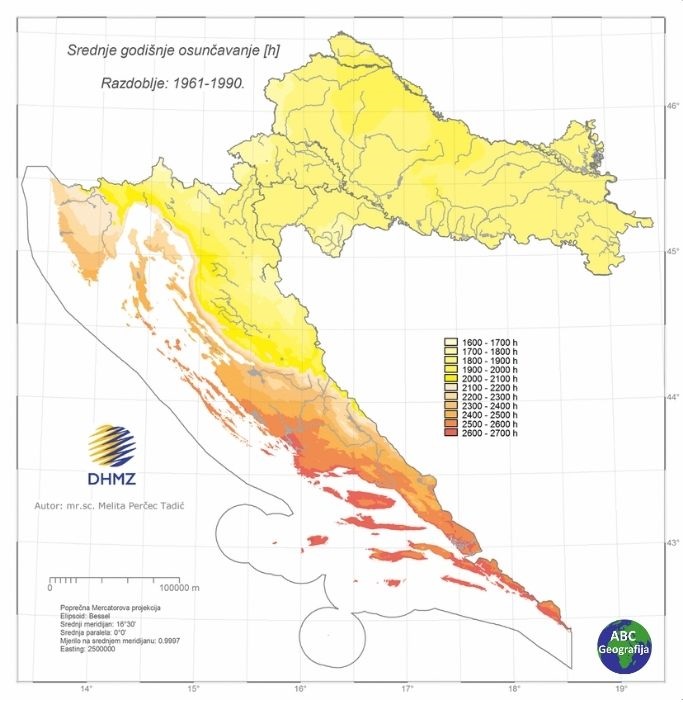 Srednje godišnje osunčavanje [h]
Razdoblje: 1961-1990.
46°
45°
1600 - 1700 h
1700 - 1800 h
1800 - 1900 h
1900 - 2000 h
2000 - 2100 h
2100 - 2200 h
2200 - 2300 h
2300 - 2400 h
2400 - 2500 h
2500 - 2600 h
2600 - 2700 h
44°
DHMZ
Autor: mr.sc. Melita Perčec Tadić
43°
0 100000 m
Poprečna Mercatorova projekcija
Elipsoid: Bessel
Srednji meridijan: 16°30'
Srednja paralela: 0°0'
Mjerilo na srednjem meridijanu: 0.9997
Easting: 2500000
ABC
Geografija
14° 15° 16° 17° 18° 19°